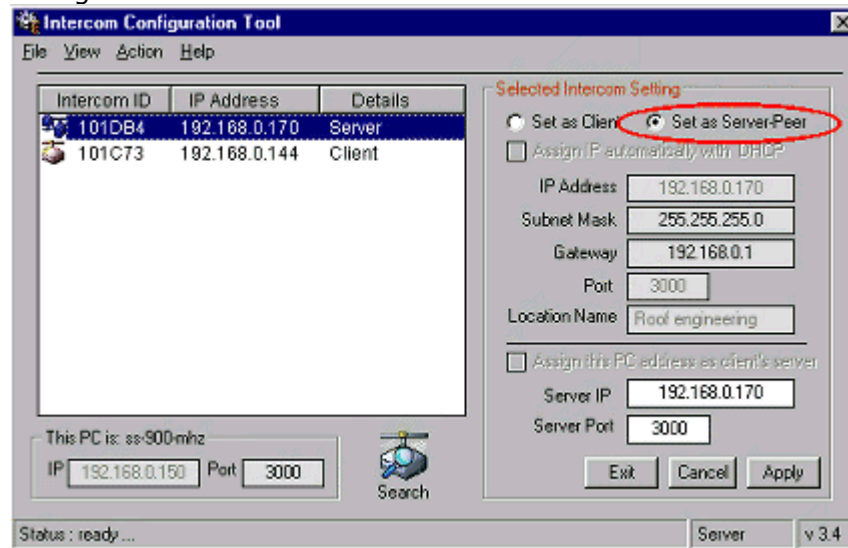 Intercom Configuration Tool
File View Action Help
Intercom ID IP Address Details
101DB4 192.168.0.170 Server
101C73 192.168.0.144 Client
Selected Intercom Setting
Set as Client Set as Server-Peer
Assign IP automatically with DHCP
IP Address 192.168.0.170
Subnet Mask 255.255.255.0
Gateway 192.168.0.1
Port 3000
Location Name Roof engineering
Assign this PC address as client's server
Server IP 192.168.0.170
Server Port 3000
This PC is: ss-900-mhz
IP 192.168.0.150 Port 3000
Search
Exit Cancel Apply
Status : ready ... Server v 3.4